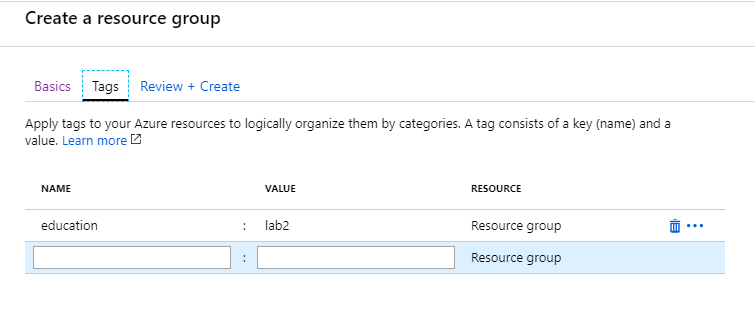 Create a resource group
Basics Tags Review + Create
Apply tags to your Azure resources to logically organize them by categories. A tag consists of a key (name) and a
value. Learn more
NAME VALUE RESOURCE
education : lab2 Resource group
: Resource group